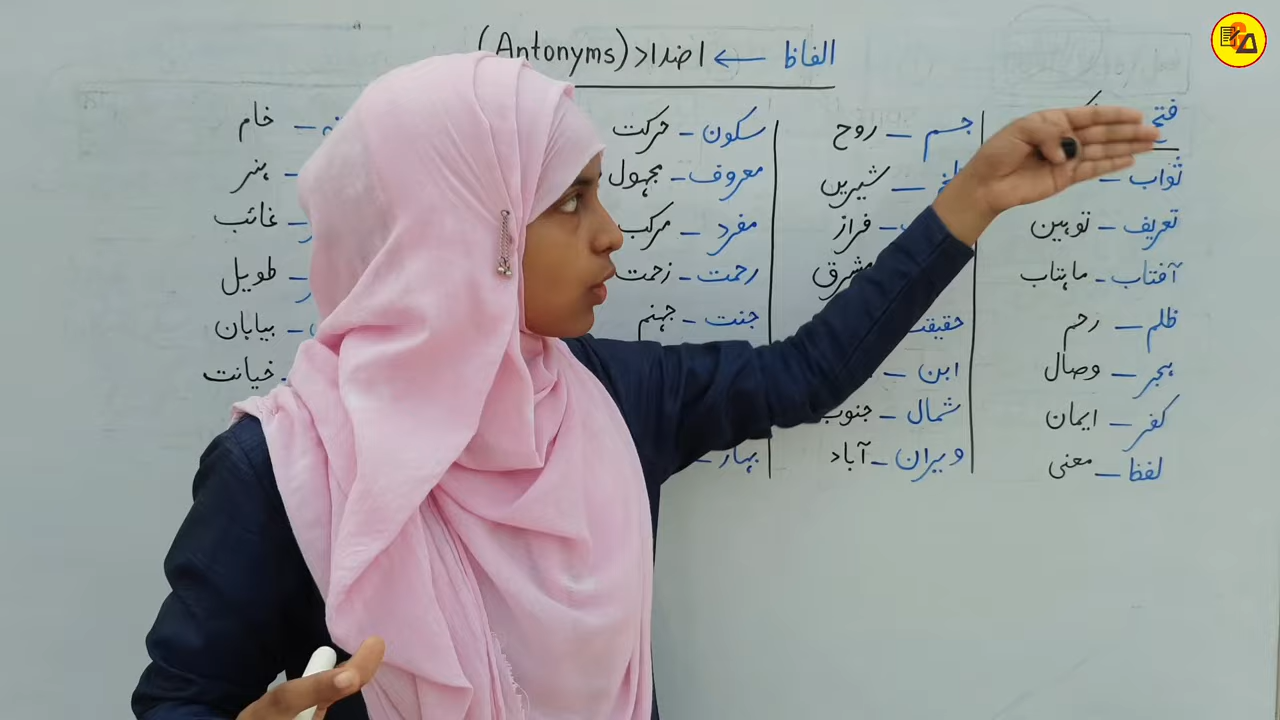 الفاظ ← اضداد (Antonyms)
فتح
ثواب –
تعریف – توہین
آفتاب – ماہتاب
ظلم – رحم
ہجر – وصال
کفر – ایمان
لفظ – معنی
جسم – روح
– شیریں
– فراز
مشرق
حقیقت
ابن –
شمال – جنوب
ویران – آباد
سکون – حرکت
معروف – مجہول
مفرد – مرکب
رحمت – زحمت
جنت – جہنم
بہار –
– خام
– ہنر
غائب
– طویل
– بیابان
خیانت